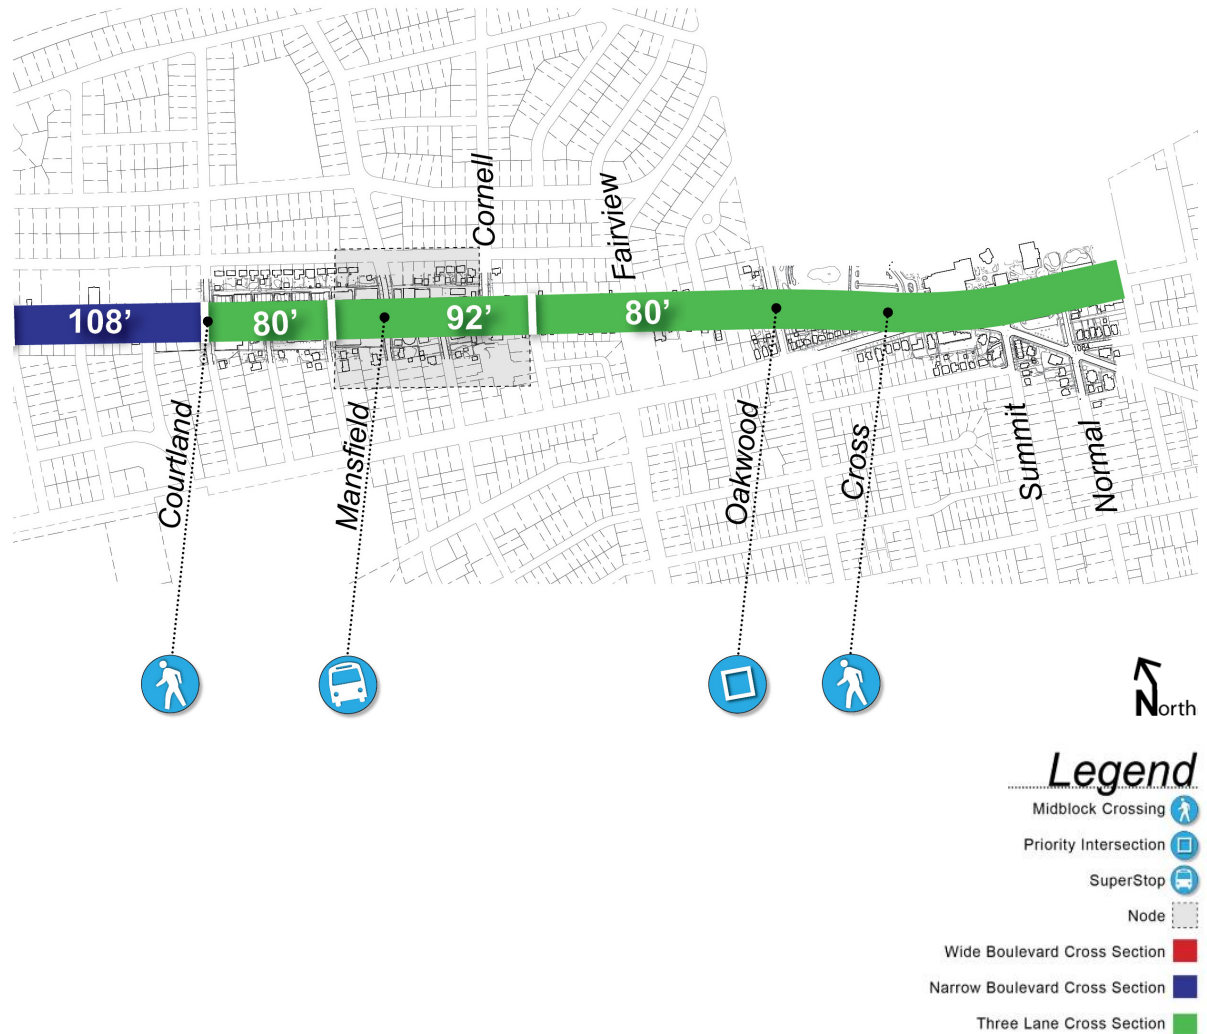 Cornell
Fairview
108’
80’
92’
80’
Courtland
Mansfield
Oakwood
Cross
Summit
Normal
North
Legend
Midblock Crossing
Priority Intersection
SuperStop
Node
Wide Boulevard Cross Section
Narrow Boulevard Cross Section
Three Lane Cross Section